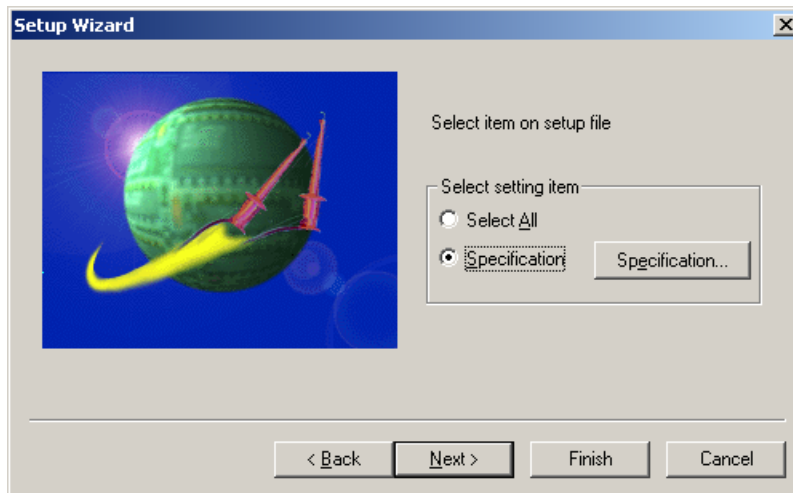 Setup Wizard
Select item on setup file
Select setting item
Select All
Specification
Specification...
< Back
Next >
Finish
Cancel